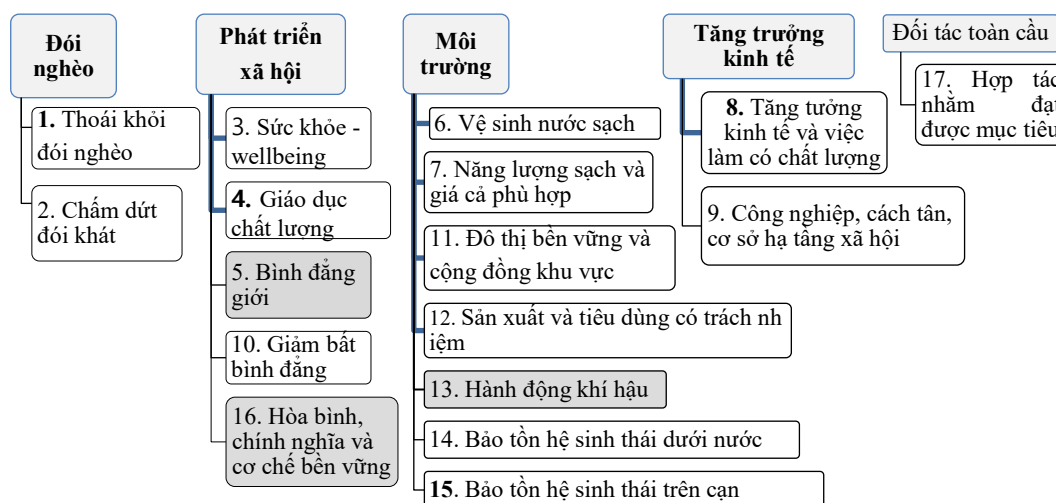 Đói
nghèo
1. Thoái khỏi
đói nghèo
2. Chấm dứt
đói khát
Phát triển
xã hội
3. Sức khỏe -
wellbeing
4. Giáo dục
chất lượng
5. Bình đẳng
giới
10. Giảm bất
bình đẳng
16. Hòa bình,
chính nghĩa và
cơ chế bền vững
Môi
trường
6. Vệ sinh nước sạch
7. Năng lượng sạch và
giá cả phù hợp
11. Đô thị bền vững và
cộng đồng khu vực
12. Sản xuất và tiêu dùng có trách nh
iệm
13. Hành động khí hậu
14. Bảo tồn hệ sinh thái dưới nước
15. Bảo tồn hệ sinh thái trên cạn
Tăng trưởng
kinh tế
8. Tăng tưởng
kinh tế và việc
làm có chất lượng
9. Công nghiệp, cách tân,
cơ sở hạ tầng xã hội
Đối tác toàn cầu
17. Hợp tác
nhằm đạt
được mục tiêu